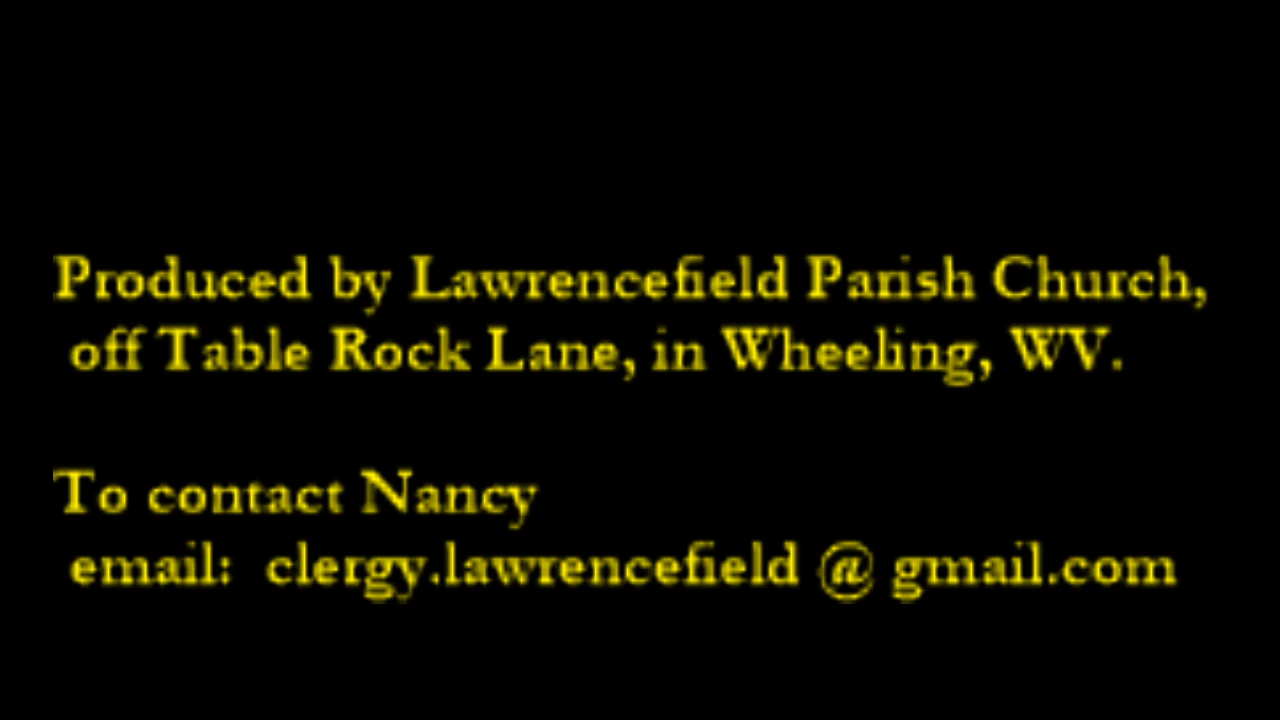 Produced by Lawrencefield Parish Church,
off Table Rock Lane, in Wheeling, WV.
To contact Nancy
email: clergy.lawrencefield @ gmail.com